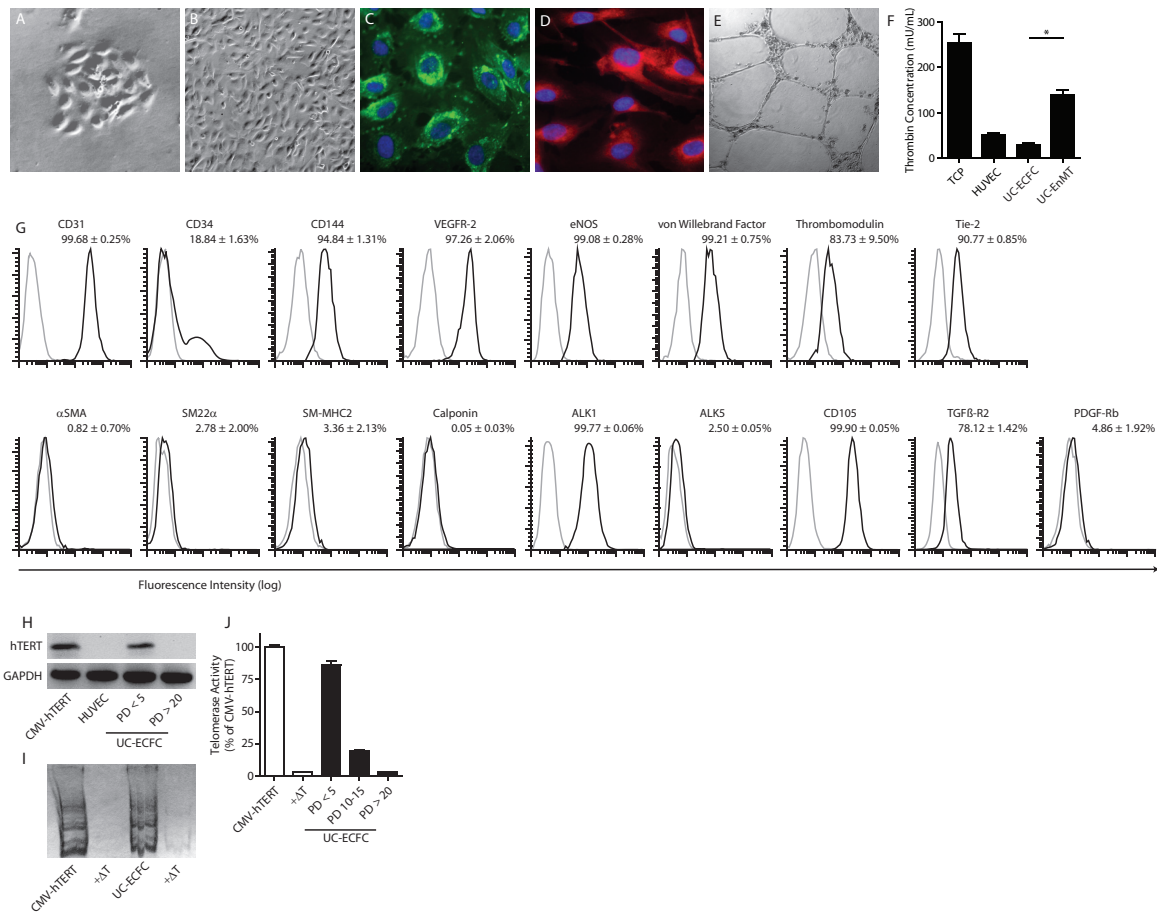 A
B
C
D
E
F
Thrombin Concentration (mU/mL)
300
200
100
0
*
TCP
HUVEC
UC-ECFC
UC-EnMT
G
CD31
99.68 ± 0.25%
CD34
18.84 ± 1.63%
CD144
94.84 ± 1.31%
VEGFR-2
97.26 ± 2.06%
eNOS
99.08 ± 0.28%
von Willebrand Factor
99.21 ± 0.75%
Thrombomodulin
83.73 ± 9.50%
Tie-2
90.77 ± 0.85%
αSMA
0.82 ± 0.70%
SM22α
2.78 ± 2.00%
SM-MHC2
3.36 ± 2.13%
Calponin
0.05 ± 0.03%
ALK1
99.77 ± 0.06%
ALK5
2.50 ± 0.05%
CD105
99.90 ± 0.05%
TGFß-R2
78.12 ± 1.42%
PDGF-Rb
4.86 ± 1.92%
Fluorescence Intensity (log)
H
hTERT
GAPDH
CMV-hTERT
HUVEC
PD < 5
PD > 20
UC-ECFC
I
CMV-hTERT
+ΔT
UC-ECFC
+ΔT
J
Telomerase Activity
(% of CMV-hTERT)
100
75
50
25
0
CMV-hTERT
+ΔT
PD < 5
PD 10-15
PD > 20
UC-ECFC